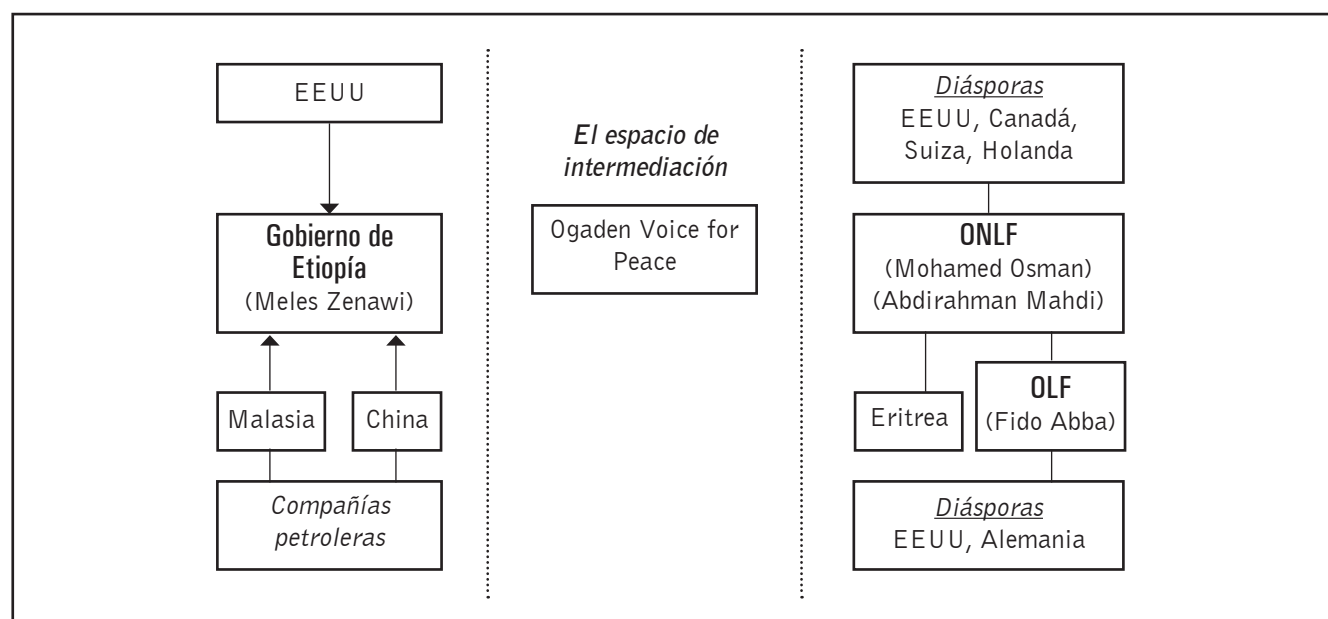 EEUU
Gobierno de
Etiopía
(Meles Zenawi)
Malasia
China
Compañías
petroleras
El espacio de
intermediación
Ogaden Voice for
Peace
Diásporas
EEUU, Canadá,
Suiza, Holanda
ONLF
(Mohamed Osman)
(Abdirahman Mahdi)
Eritrea
OLF
(Fido Abba)
Diásporas
EEUU, Alemania